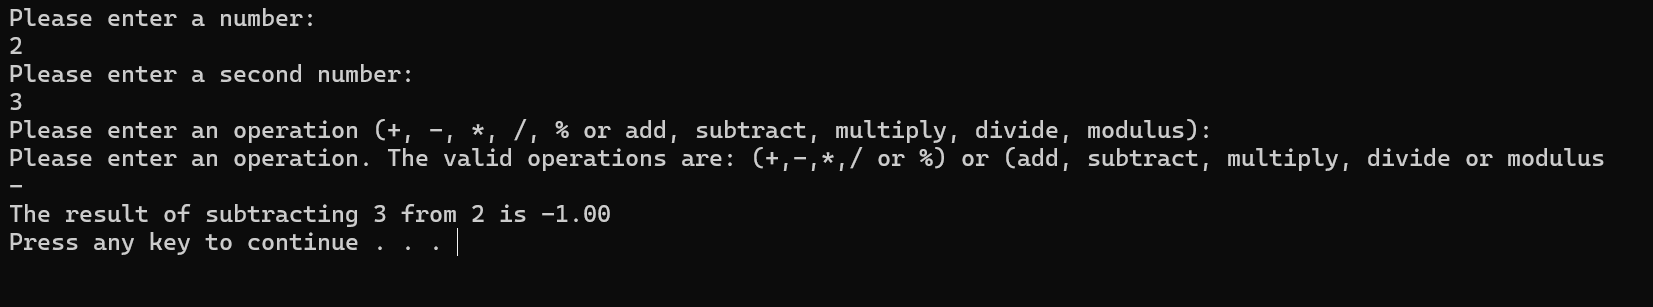 Please enter a number:
2
Please enter a second number:
3
Please enter an operation (+, -, *, /, % or add, subtract, multiply, divide, modulus):
Please enter an operation. The valid operations are: (+,-,*,/ or %) or (add, subtract, multiply, divide or modulus
-
The result of subtracting 3 from 2 is -1.00
Press any key to continue . . .